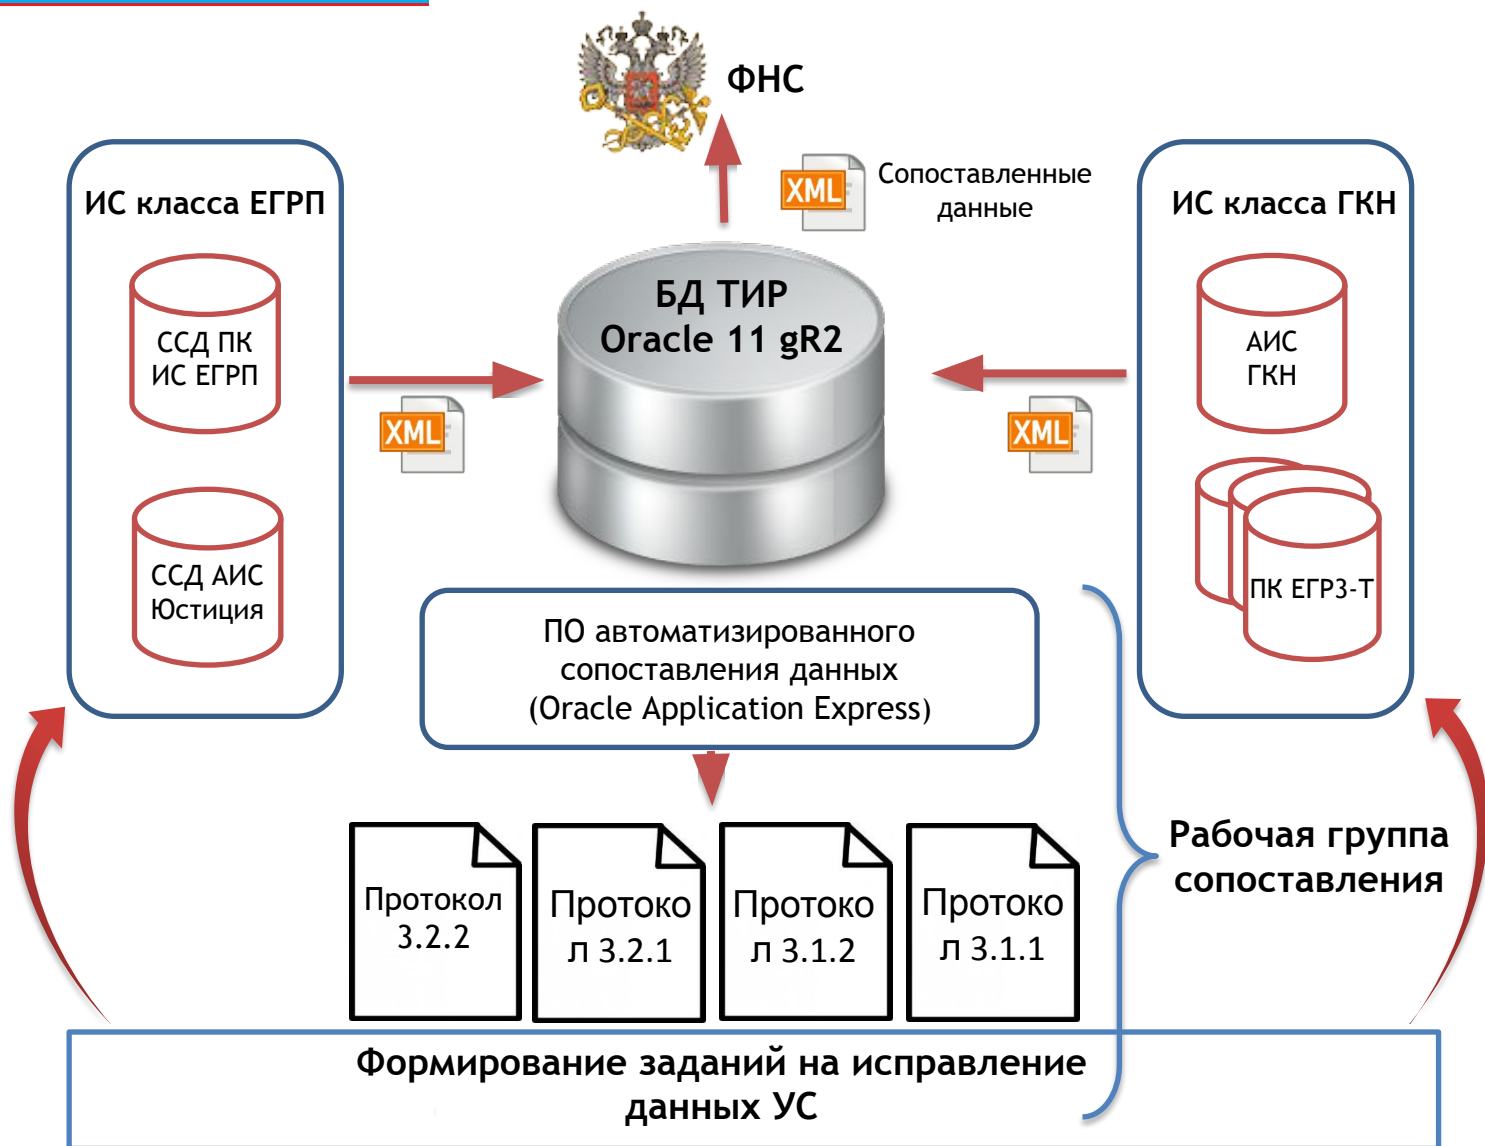 ФНС
XML
Сопоставленные
данные
ИС класса ЕГРП
ССД ПК
ИС ЕГРП
ССД АИС
Юстиция
XML
БД ТИР
Oracle 11 gR2
XML
ИС класса ГКН
АИС
ГКН
ПК ЕГРЗ-Т
ПО автоматизированного
сопоставления данных
(Oracle Application Express)
Протокол
3.2.2
Протоко
л 3.2.1
Протоко
л 3.1.2
Протоко
л 3.1.1
Рабочая группа
сопоставления
Формирование заданий на исправление
данных УС